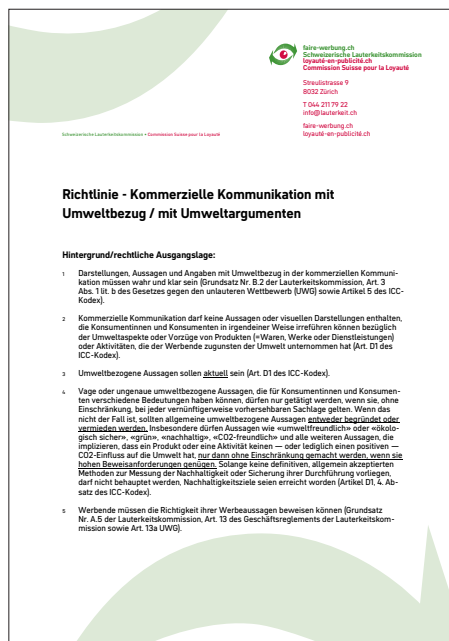 faire-werbung.ch
Schweizerische Lauterkeitskommission
loyauté-en-publicité.ch
Commission Suisse pour la Loyauté
Streulistrasse 9
8032 Zürich
T 044 211 79 22
info@lauterkeit.ch
faire-werbung.ch
loyauté-en-publicité.ch
Schweizerische Lauterkeitskommission • Commission Suisse pour la Loyauté
Richtlinie - Kommerzielle Kommunikation mit
Umweltbezug / mit Umweltargumenten
Hintergrund/rechtliche Ausgangslage:
1 Darstellungen, Aussagen und Angaben mit Umweltbezug in der kommerziellen Kommuni-
kation müssen wahr und klar sein (Grundsatz Nr. B.2 der Lauterkeitskommission, Art. 3
Abs. 1 lit. b des Gesetzes gegen den unlauteren Wettbewerb (UWG) sowie Artikel 5 des ICC-
Kodex).
2 Kommerzielle Kommunikation darf keine Aussagen oder visuellen Darstellungen enthalten,
die Konsumentinnen und Konsumenten in irgendeiner Weise irreführen können bezüglich
der Umweltaspekte oder Vorzüge von Produkten (=Waren, Werke oder Dienstleistungen)
oder Aktivitäten, die der Werbende zugunsten der Umwelt unternommen hat (Art. D1 des
ICC-Kodex).
3 Umweltbezogene Aussagen sollen aktuell sein (Art. D1 des ICC-Kodex).
4 Vage oder ungenaue umweltbezogene Aussagen, die für Konsumentinnen und Konsumen-
ten verschiedene Bedeutungen haben können, dürfen nur getätigt werden, wenn sie, ohne
Einschränkung, bei jeder vernünftigerweise vorhersehbaren Sachlage gelten. Wenn das
nicht der Fall ist, sollten allgemeine umweltbezogene Aussagen entweder begründet oder
vermieden werden. Insbesondere dürfen Aussagen wie «umweltfreundlich» oder «ökolo-
gisch sicher», «grün», «nachhaltig», «CO2-freundlich» und alle weiteren Aussagen, die
implizieren, dass ein Produkt oder eine Aktivität keinen — oder lediglich einen positiven —
CO2-Einfluss auf die Umwelt hat, nur dann ohne Einschränkung gemacht werden, wenn sie
hohen Beweisanforderungen genügen. Solange keine definitiven, allgemein akzeptierten
Methoden zur Messung der Nachhaltigkeit oder Sicherung ihrer Durchführung vorliegen,
darf nicht behauptet werden, Nachhaltigkeitsziele seien erreicht worden (Artikel D1, 4. Ab-
satz des ICC-Kodex).
5 Werbende müssen die Richtigkeit ihrer Werbeaussagen beweisen können (Grundsatz
Nr. A.5 der Lauterkeitskommission, Art. 13 des Geschäftsreglements der Lauterkeitskom-
mission sowie Art. 13a UWG).